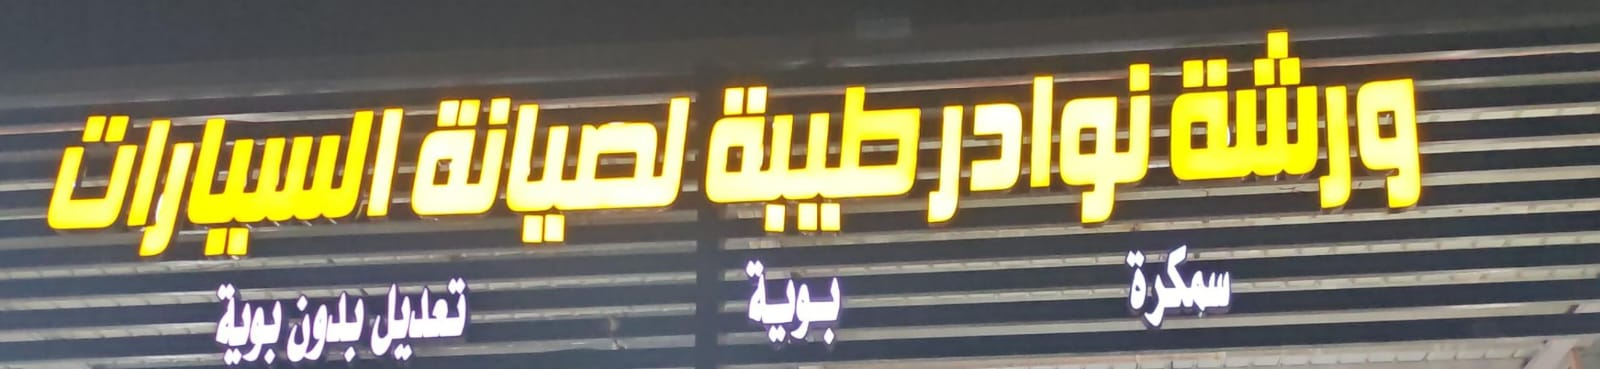 ورشة نوادر طيبة لصيانة السيارات
سمكرة بوية تعديل بدون بوية